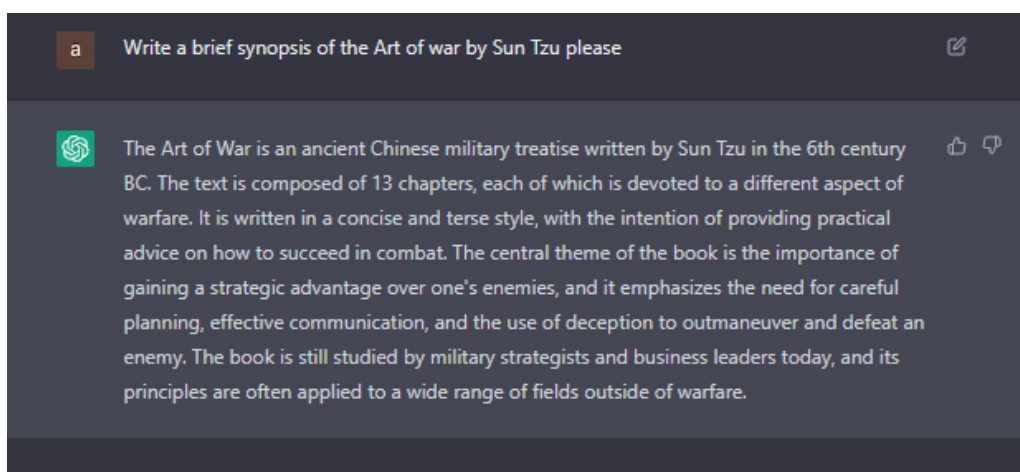 a
Write a brief synopsis of the Art of war by Sun Tzu please
The Art of War is an ancient Chinese military treatise written by Sun Tzu in the 6th century
BC. The text is composed of 13 chapters, each of which is devoted to a different aspect of
warfare. It is written in a concise and terse style, with the intention of providing practical
advice on how to succeed in combat. The central theme of the book is the importance of
gaining a strategic advantage over one's enemies, and it emphasizes the need for careful
planning, effective communication, and the use of deception to outmaneuver and defeat an
enemy. The book is still studied by military strategists and business leaders today, and its
principles are often applied to a wide range of fields outside of warfare.